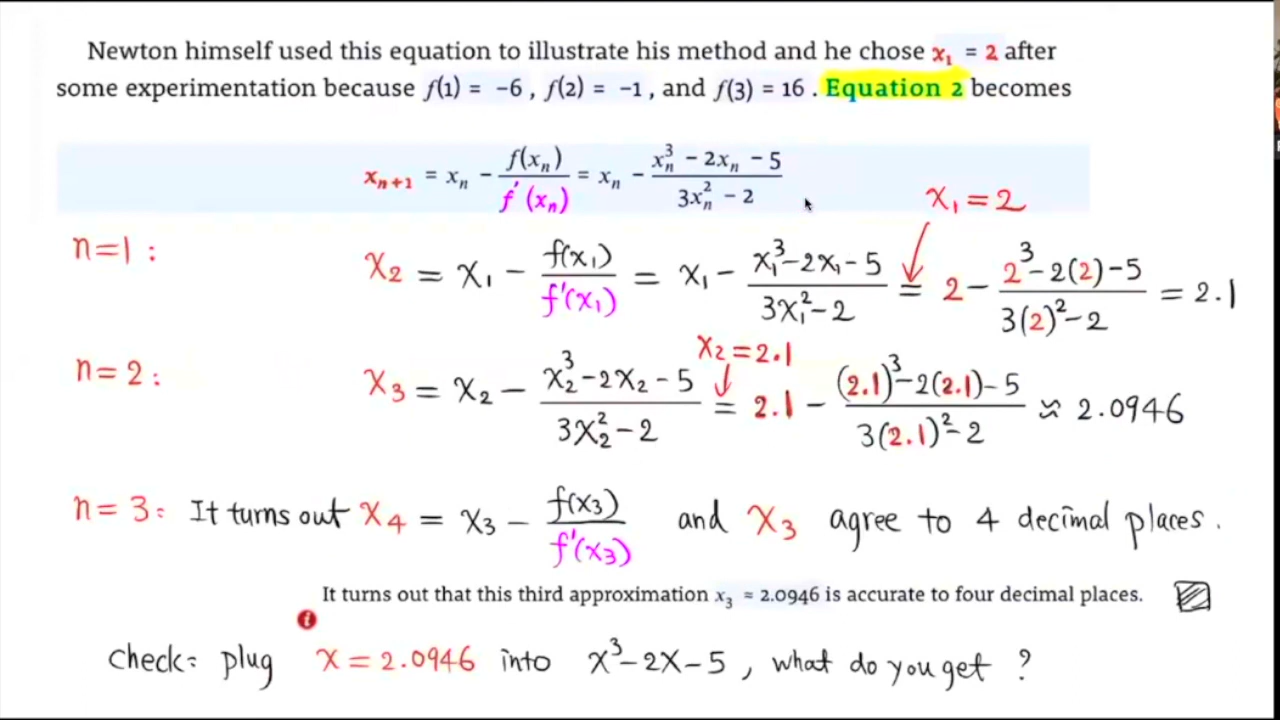 Newton himself used this equation to illustrate his method and he chose x₁ = 2 after
some experimentation because f(1) = −6 , f(2) = −1 , and f(3) = 16 . Equation 2 becomes
xₙ₊₁ = xₙ − f(xₙ)/f′(xₙ) = xₙ − (xₙ³ − 2xₙ − 5)/(3xₙ² − 2)
x₁ = 2
n=1 : x₂ = x₁ − f(x₁)/f′(x₁) = x₁ − (x₁³−2x₁−5)/(3x₁²−2) = 2 − (2³−2(2)−5)/(3(2)²−2) = 2.1
x₂ = 2.1
n=2 : x₃ = x₂ − (x₂³−2x₂−5)/(3x₂²−2) = 2.1 − ((2.1)³−2(2.1)−5)/(3(2.1)²−2) ≈ 2.0946
n=3 : It turns out x₄ = x₃ − f(x₃)/f′(x₃) and x₃ agree to 4 decimal places.
It turns out that this third approximation x₃ ≈ 2.0946 is accurate to four decimal places.
i
check: plug x = 2.0946 into x³−2x−5 , what do you get ?